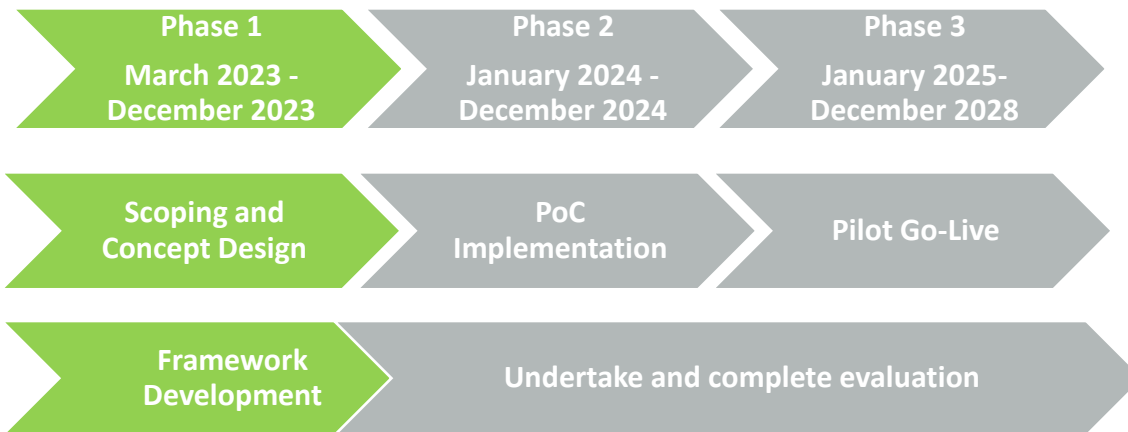 Phase 1
March 2023 -
December 2023
Phase 2
January 2024 -
December 2024
Phase 3
January 2025-
December 2028
Scoping and
Concept Design
PoC
Implementation
Pilot Go-Live
Framework
Development
Undertake and complete evaluation